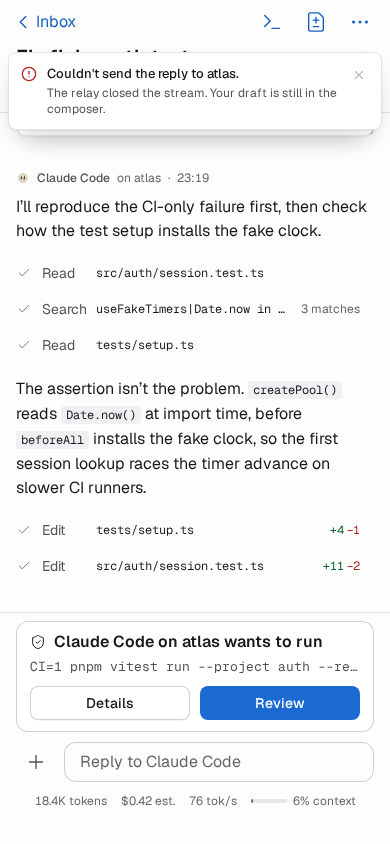 Inbox
Couldn't send the reply to atlas.
The relay closed the stream. Your draft is still in the
composer.
Claude Code on atlas · 23:19
I'll reproduce the CI-only failure first, then check
how the test setup installs the fake clock.
Read src/auth/session.test.ts
Search useFakeTimers|Date.now in … 3 matches
Read tests/setup.ts
The assertion isn't the problem. createPool()
reads Date.now() at import time, before
beforeAll installs the fake clock, so the first
session lookup races the timer advance on
slower CI runners.
Edit tests/setup.ts +4 −1
Edit src/auth/session.test.ts +11 −2
Claude Code on atlas wants to run
CI=1 pnpm vitest run --project auth --re…
Details Review
Reply to Claude Code
18.4K tokens $0.42 est. 76 tok/s 6% context